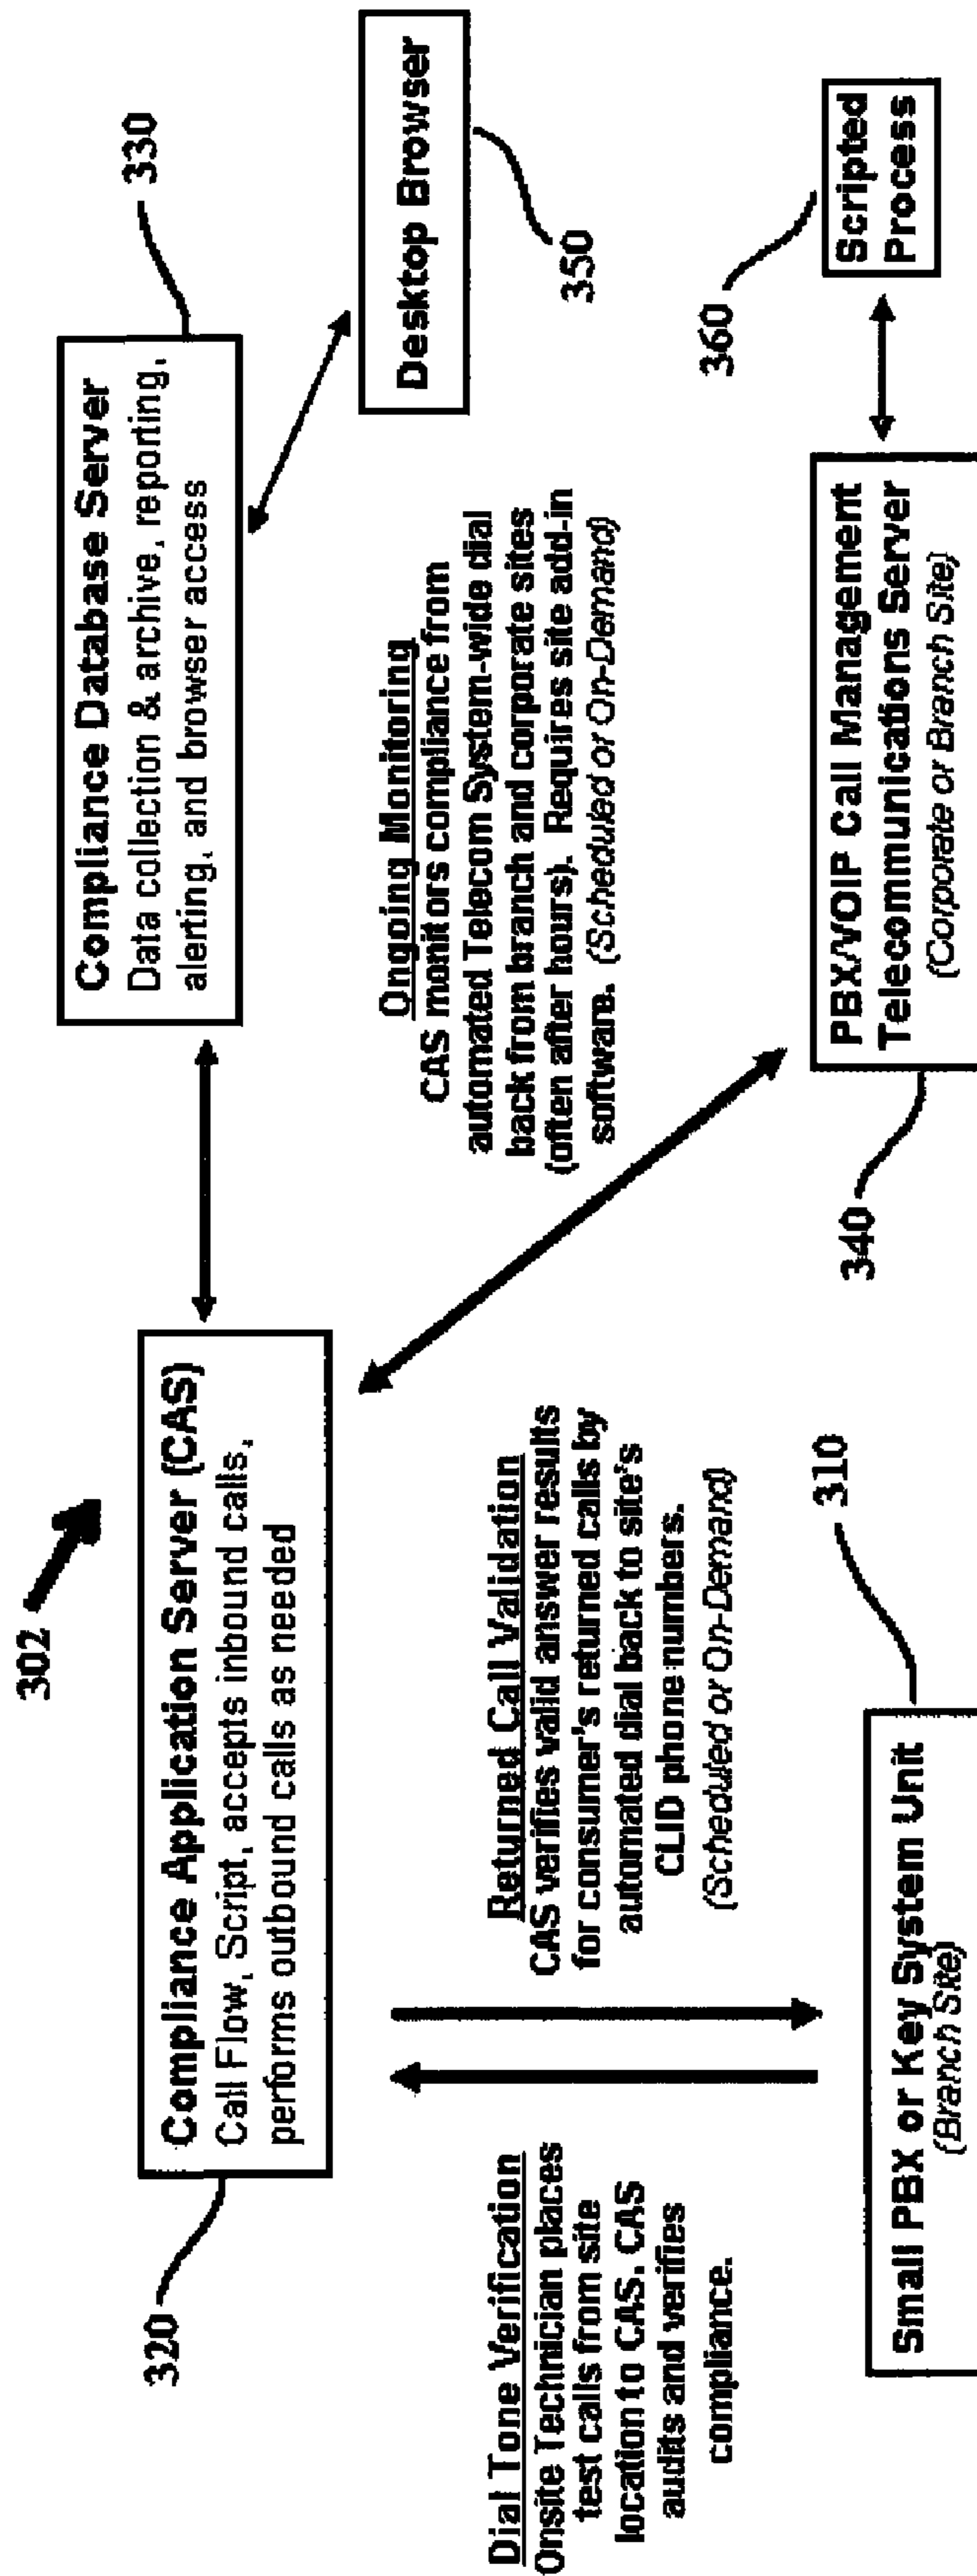 302
320
Compliance Application Server (CAS)
Call Flow, Script, accepts inbound calls,
performs outbound calls as needed
330
Compliance Database Server
Data collection & archive, reporting,
alerting, and browser access
Desktop Browser
350
Dial Tone Verification
Onsite Technician places
test calls from site
location to CAS. CAS
audits and verifies
compliance.
Returned Call Validation
CAS verifies valid answer results
for consumer's returned calls by
automated dial back to site's
CLID phone numbers.
(Scheduled or On-Demand)
Ongoing Monitoring
CAS monitors compliance from
automated Telecom System-wide dial
back from branch and corporate sites
(often after hours). Requires site add-in
software. (Scheduled or On-Demand)
310
Small PBX or Key System Unit
(Branch Site)
340
PBX/VOIP Call Management
Telecommunications Server
(Corporate or Branch Site)
360
Scripted
Process